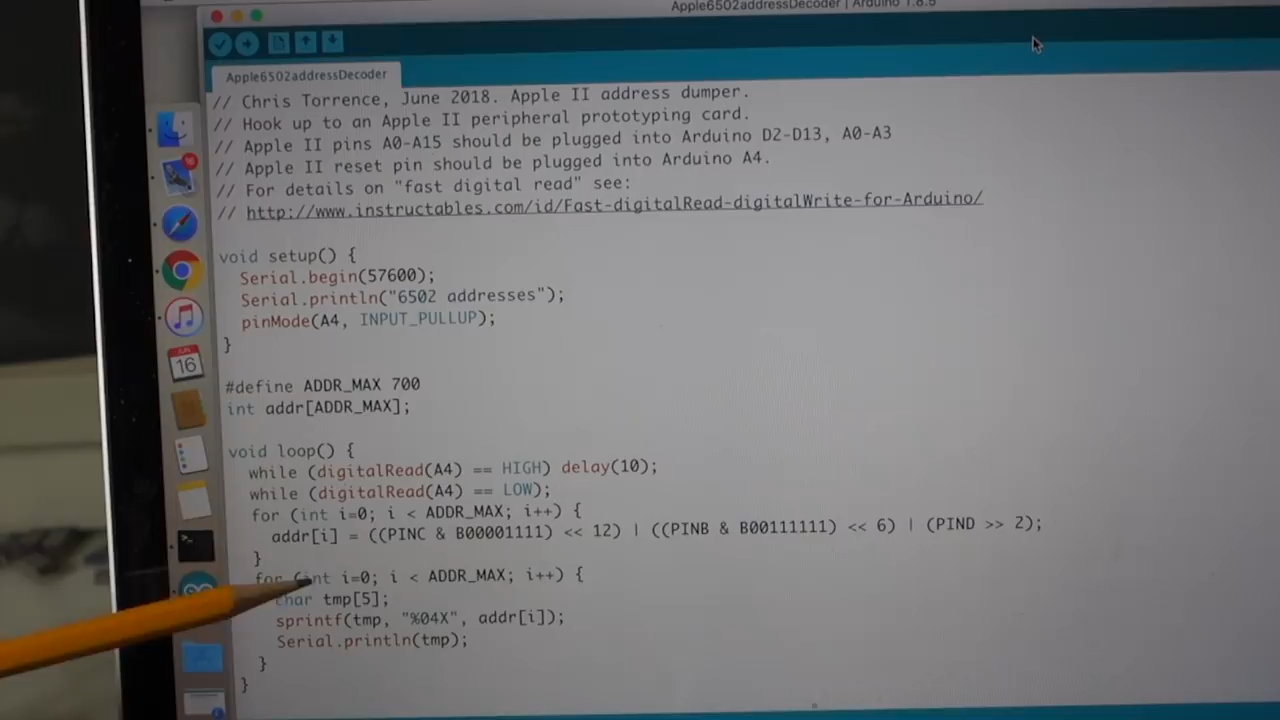 Apple6502addressDecoder | Arduino 1.8.5
Apple6502addressDecoder
// Chris Torrence, June 2018. Apple II address dumper.
// Hook up to an Apple II peripheral prototyping card.
// Apple II pins A0-A15 should be plugged into Arduino D2-D13, A0-A3
// Apple II reset pin should be plugged into Arduino A4.
// For details on "fast digital read" see:
// http://www.instructables.com/id/Fast-digitalRead-digitalWrite-for-Arduino/
void setup() {
Serial.begin(57600);
Serial.println("6502 addresses");
pinMode(A4, INPUT_PULLUP);
}
#define ADDR_MAX 700
int addr[ADDR_MAX];
void loop() {
while (digitalRead(A4) == HIGH) delay(10);
while (digitalRead(A4) == LOW);
for (int i=0; i < ADDR_MAX; i++) {
addr[i] = ((PINC & B00001111) << 12) | ((PINB & B00111111) << 6) | (PIND >> 2);
}
for (int i=0; i < ADDR_MAX; i++) {
char tmp[5];
sprintf(tmp, "%04X", addr[i]);
Serial.println(tmp);
}
}
JUN
16